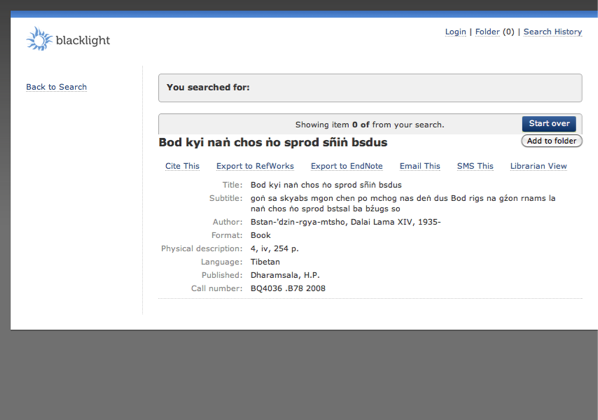 blacklight
Login | Folder (0) | Search History
Back to Search
You searched for:
Showing item 0 of from your search.
Start over
Bod kyi naṅ chos ṅo sprod sñiṅ bsdus
Add to folder
Cite This Export to RefWorks Export to EndNote Email This SMS This Librarian View
Title: Bod kyi naṅ chos ṅo sprod sñiṅ bsdus
Subtitle: goṅ sa skyabs mgon chen po mchog nas deṅ dus Bod rigs na gźon rnams la
naṅ chos ṅo sprod bstsal ba bźugs so
Author: Bstan-'dzin-rgya-mtsho, Dalai Lama XIV, 1935-
Format: Book
Physical description: 4, iv, 254 p.
Language: Tibetan
Published: Dharamsala, H.P.
Call number: BQ4036 .B78 2008